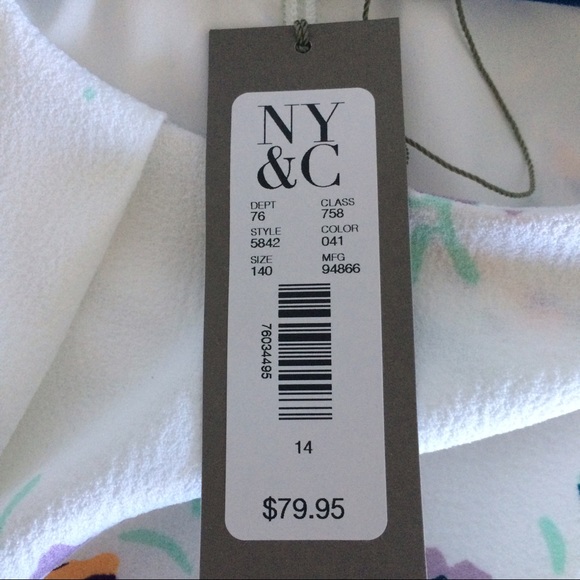 NY
&C
DEPT CLASS
76 758
STYLE COLOR
5842 041
SIZE MFG
140 94866
76034495
14
$79.95